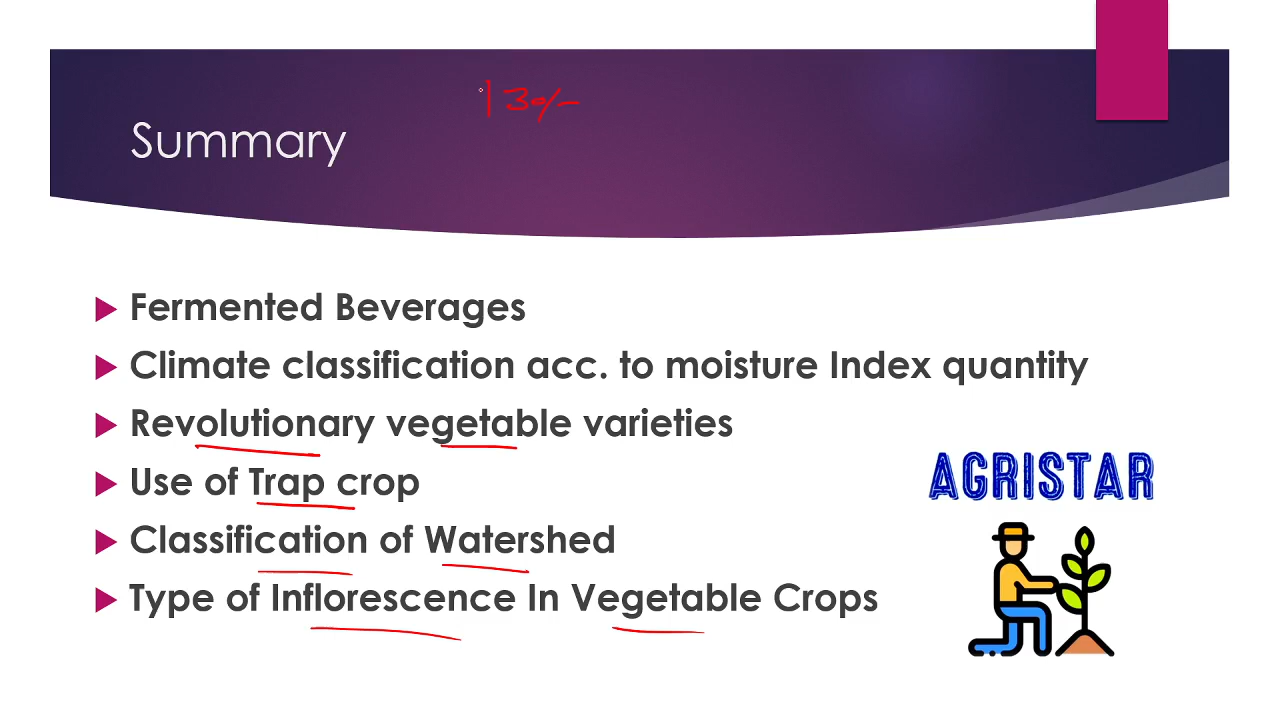 130/-
Summary
Fermented Beverages
Climate classification acc. to moisture Index quantity
Revolutionary vegetable varieties
Use of Trap crop
Classification of Watershed
Type of Inflorescence In Vegetable Crops
AGRISTAR